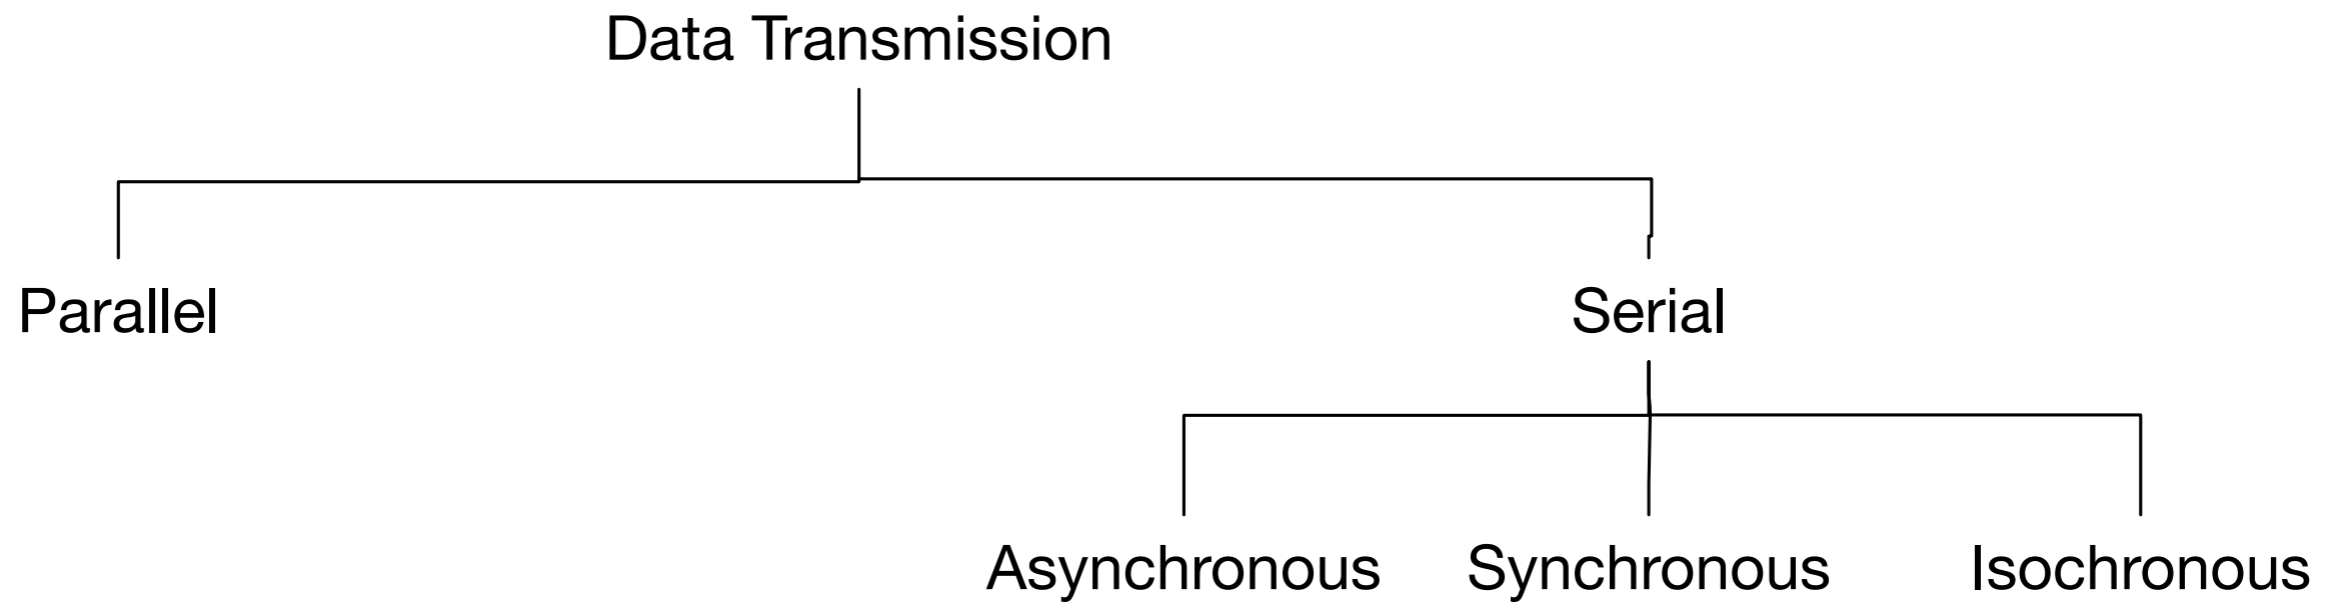 Data Transmission
Parallel
Serial
Asynchronous
Synchronous
Isochronous